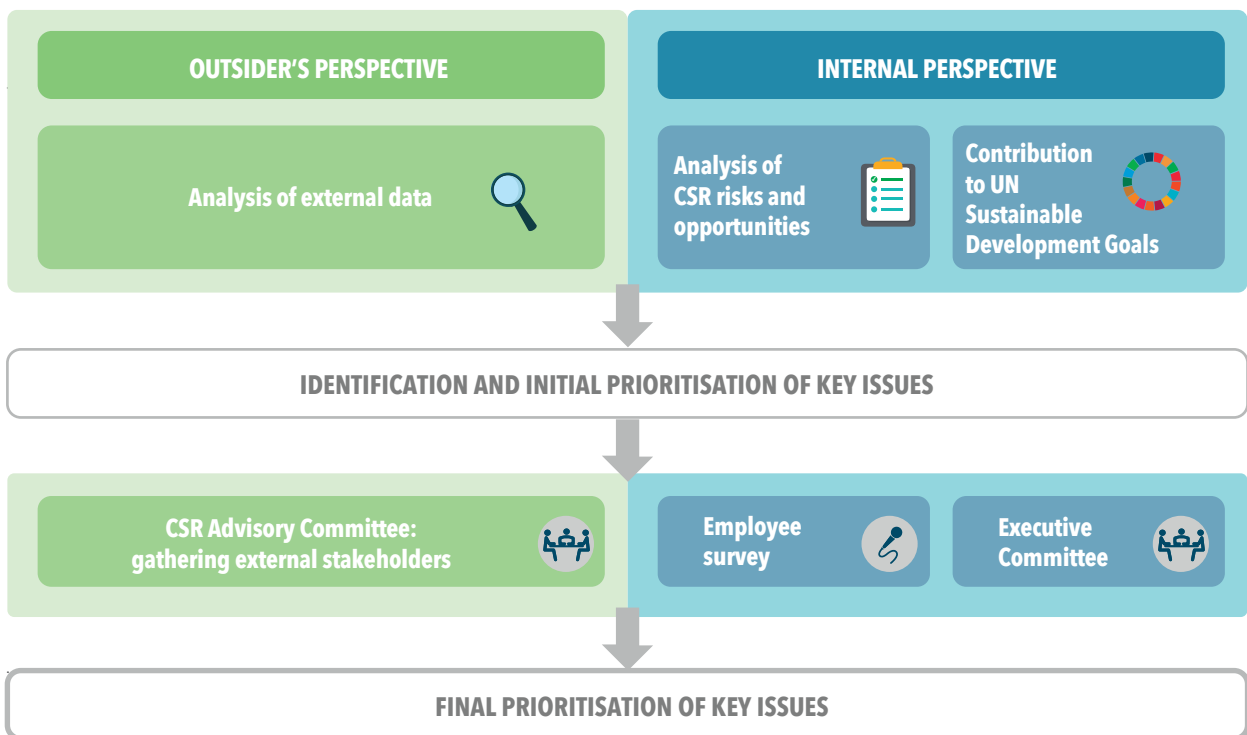 OUTSIDER'S PERSPECTIVE
INTERNAL PERSPECTIVE
Analysis of external data
Analysis of
CSR risks and
opportunities
Contribution
to UN
Sustainable
Development Goals
IDENTIFICATION AND INITIAL PRIORITISATION OF KEY ISSUES
CSR Advisory Committee:
gathering external stakeholders
Employee
survey
Executive
Committee
FINAL PRIORITISATION OF KEY ISSUES